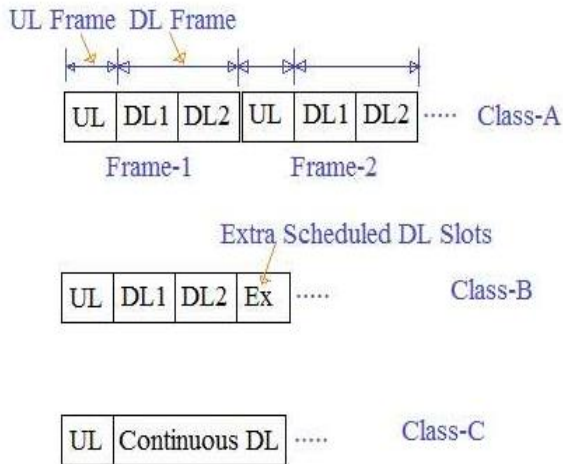 UL Frame DL Frame
UL DL1 DL2 UL DL1 DL2 ..... Class-A
Frame-1 Frame-2
Extra Scheduled DL Slots
UL DL1 DL2 Ex ..... Class-B
UL Continuous DL ..... Class-C